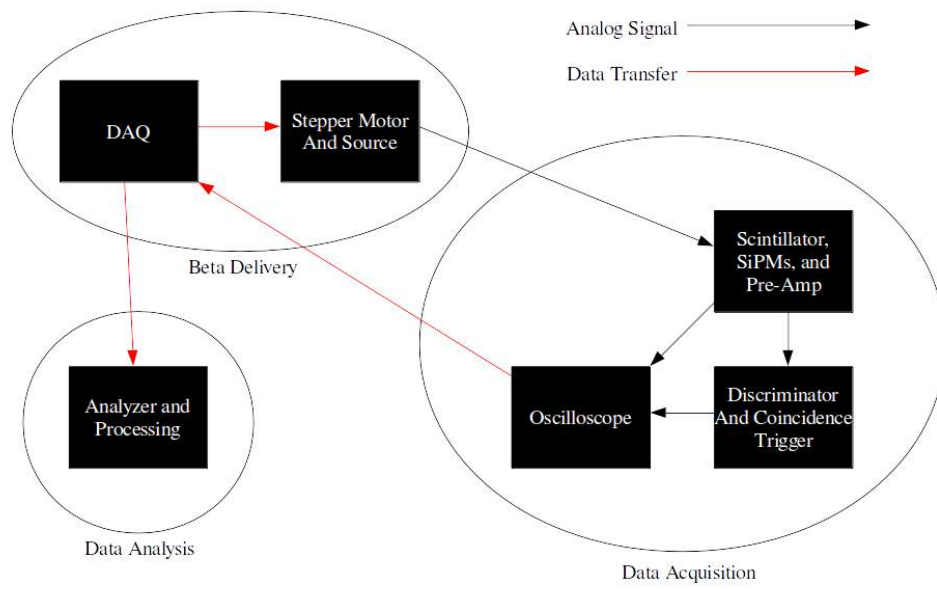 Analog Signal
Data Transfer
DAQ
Stepper Motor
And Source
Beta Delivery
Scintillator,
SiPMs, and
Pre-Amp
Analyzer and
Processing
Oscilloscope
Discriminator
And Coincidence
Trigger
Data Analysis
Data Acquisition